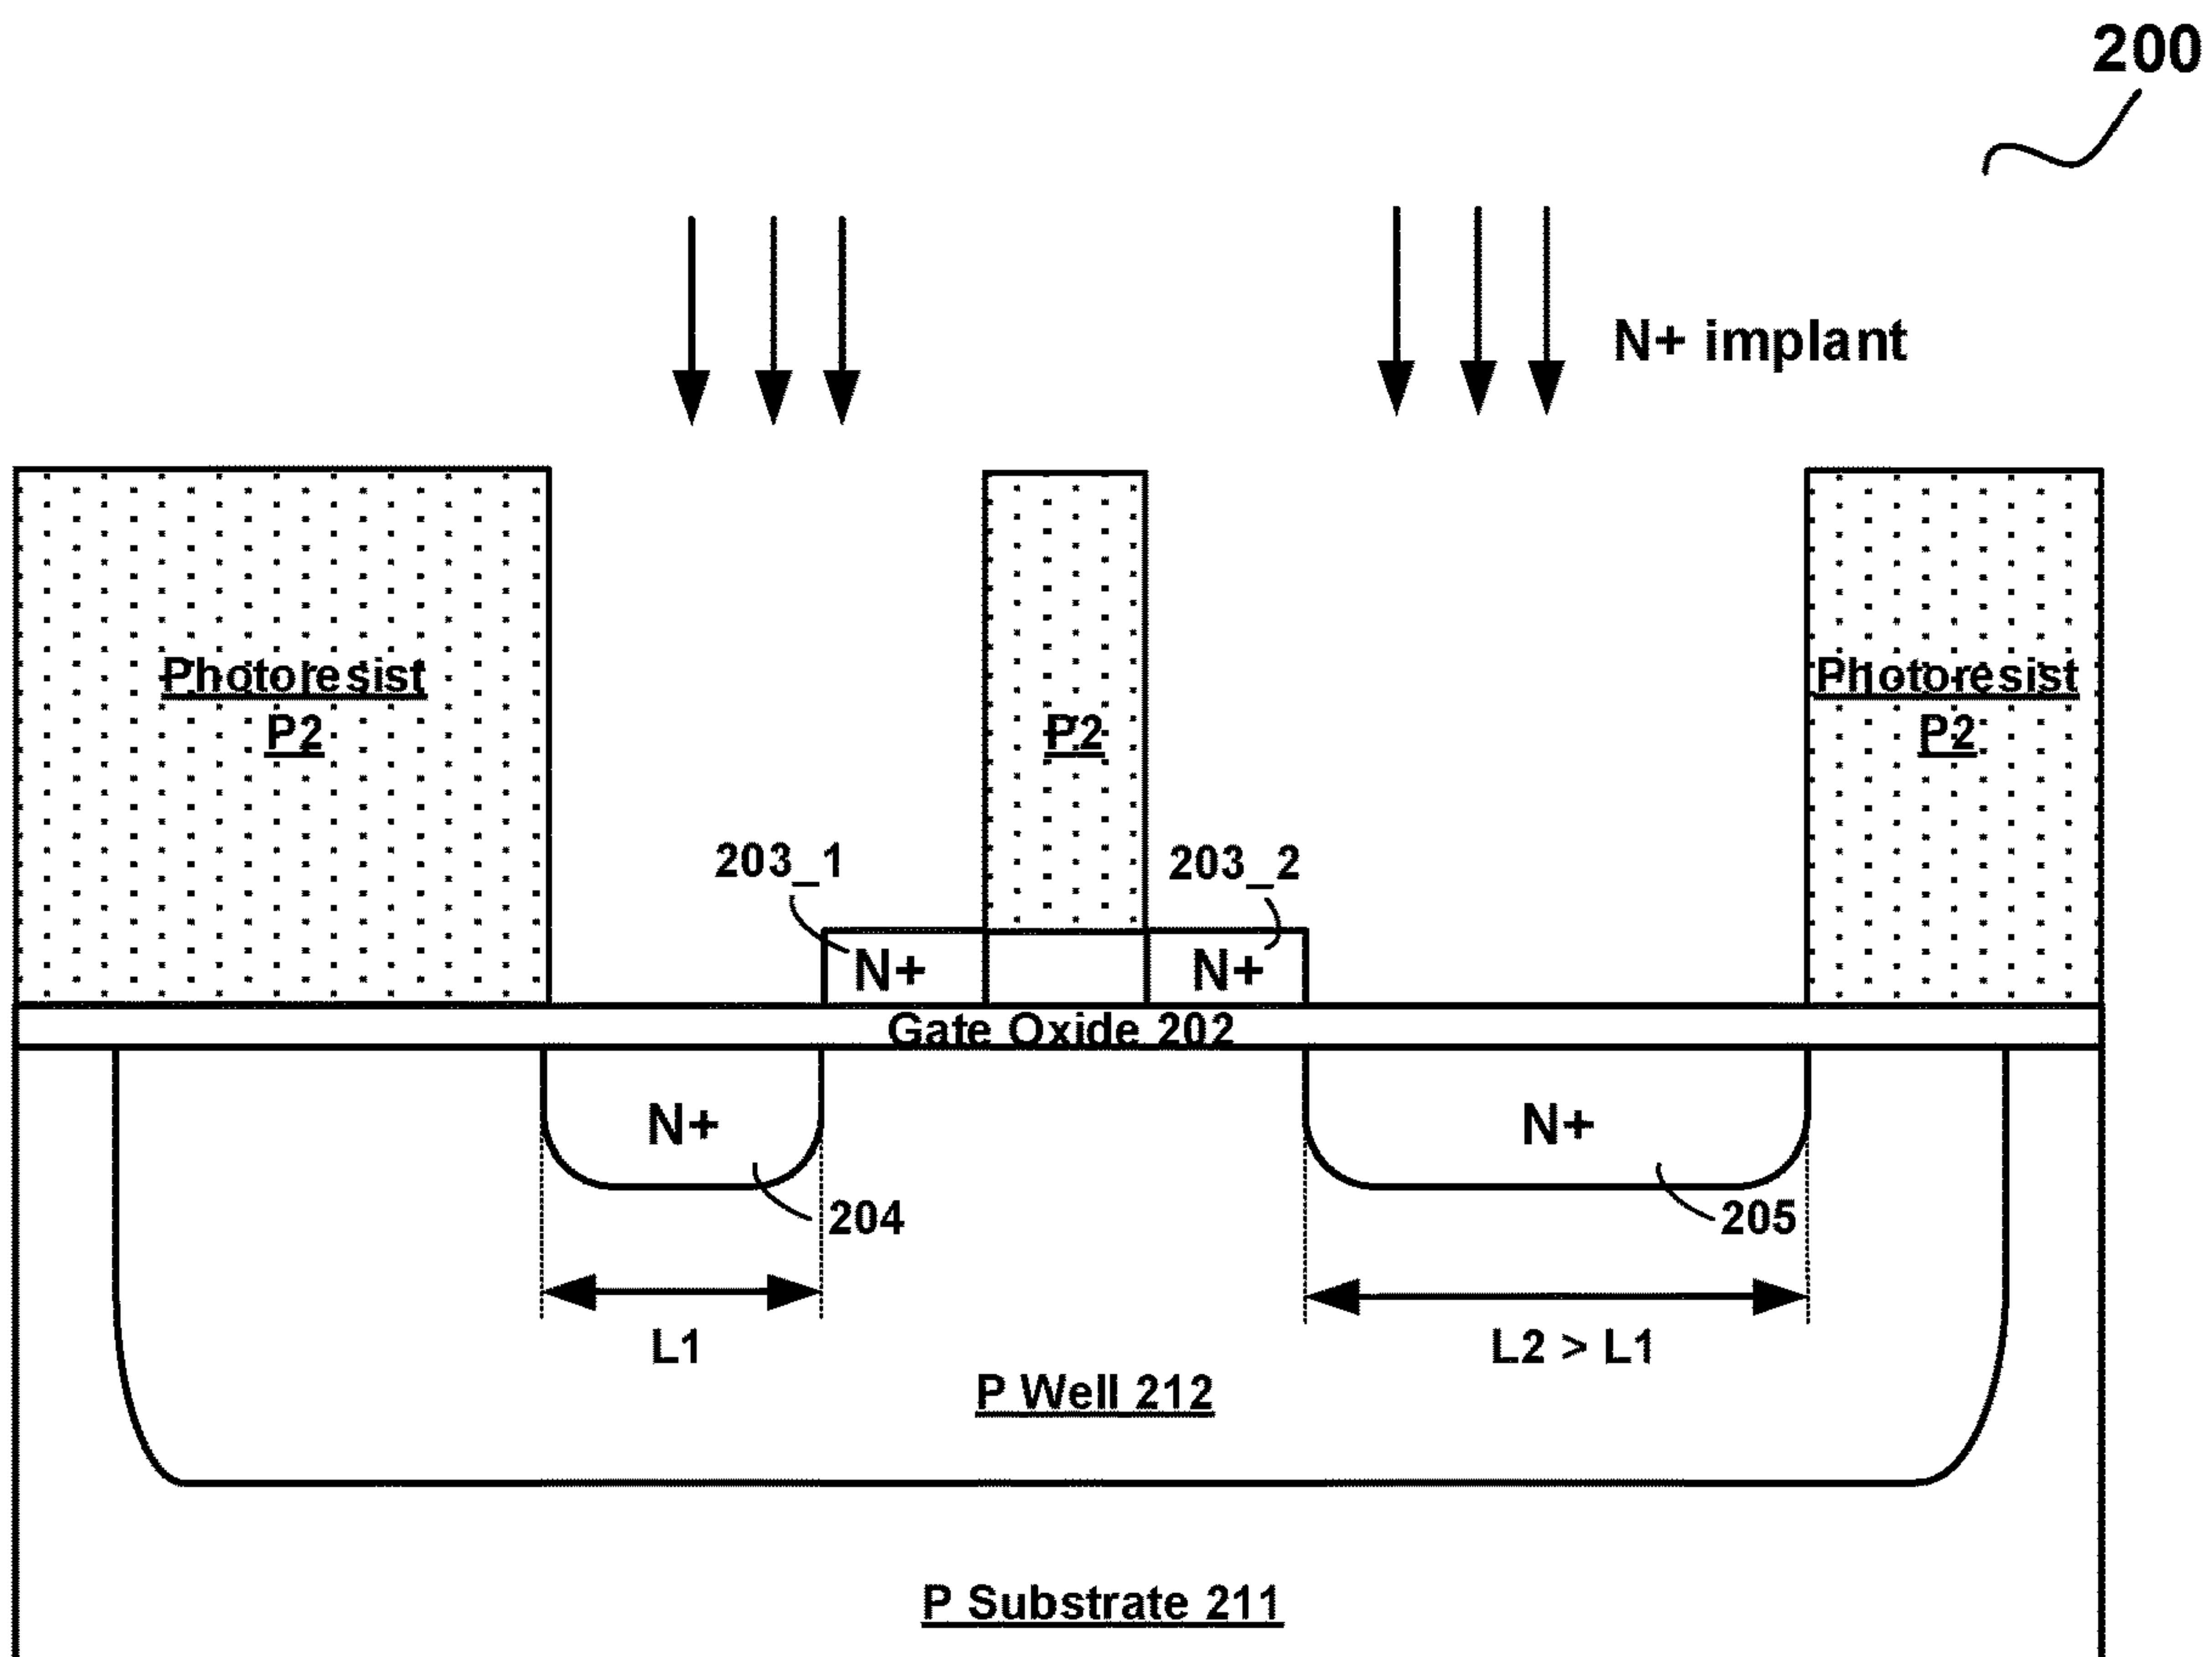 200
N+ implant
Photoresist
P2
P2
Photoresist
P2
203_1
203_2
N+
N+
Gate Oxide 202
N+
N+
204
205
L1
L2 > L1
P Well 212
P Substrate 211